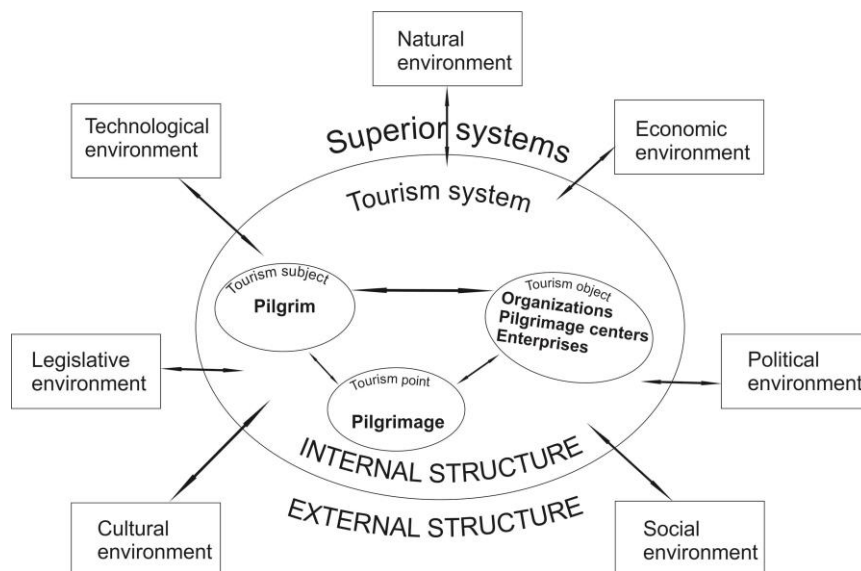 Natural
environment
Technological
environment
Superior systems
Economic
environment
Tourism system
Tourism subject
Pilgrim
Tourism object
Organizations
Pilgrimage centers
Enterprises
Legislative
environment
Tourism point
Pilgrimage
Political
environment
INTERNAL STRUCTURE
EXTERNAL STRUCTURE
Cultural
environment
Social
environment